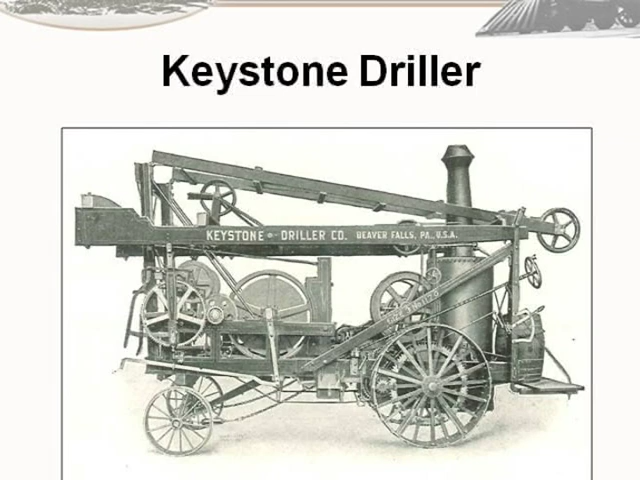 Keystone Driller
KEYSTONE DRILLER CO. BEAVER FALLS, PA., U.S.A.